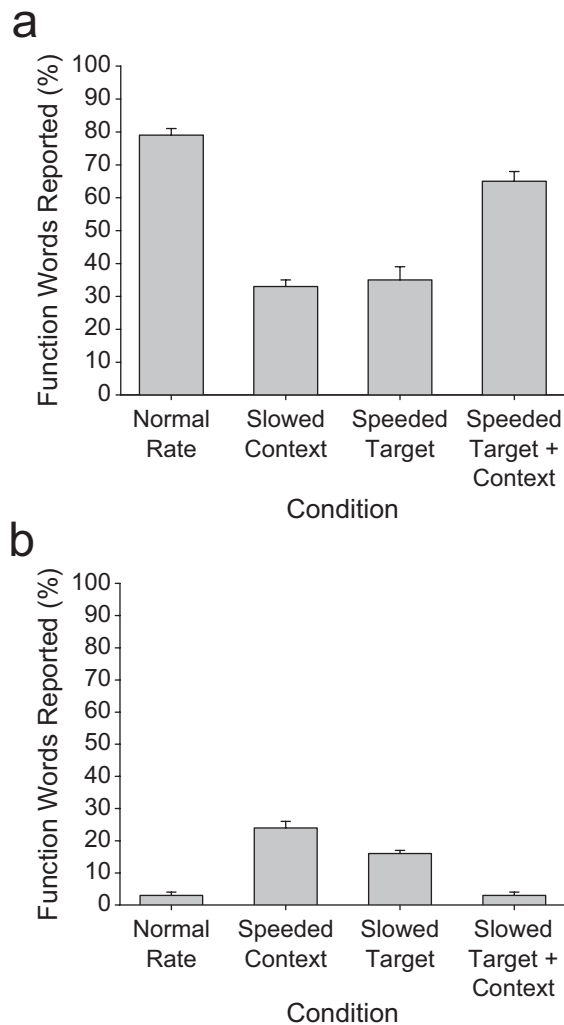 a
Function Words Reported (%)
100
90
80
70
60
50
40
30
20
10
0
Normal Slowed Speeded Speeded
Rate Context Target Target +
Context
Condition
b
Function Words Reported (%)
100
90
80
70
60
50
40
30
20
10
0
Normal Speeded Slowed Slowed
Rate Context Target Target +
Context
Condition